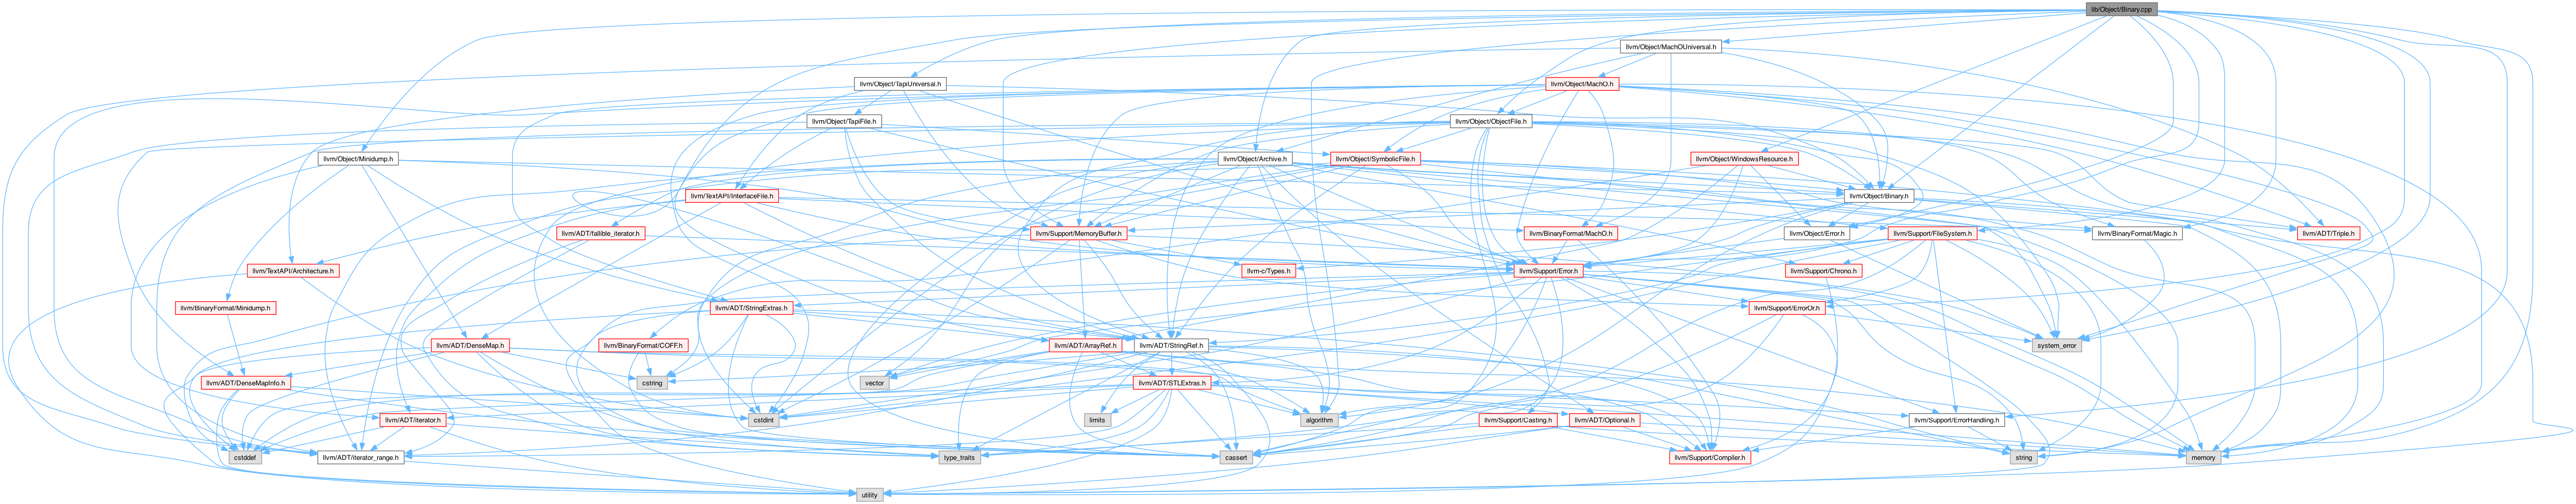 lib/Object/Binary.cpp
llvm/Object/MachOUniversal.h
llvm/Object/TapiUniversal.h
llvm/Object/MachO.h
llvm/Object/TapiFile.h
llvm/Object/ObjectFile.h
llvm/Object/Minidump.h
llvm/Object/Archive.h
llvm/Object/SymbolicFile.h
llvm/Object/WindowsResource.h
llvm/TextAPI/InterfaceFile.h
llvm/Object/Binary.h
llvm/ADT/fallible_iterator.h
llvm/Support/MemoryBuffer.h
llvm/BinaryFormat/MachO.h
llvm/Object/Error.h
llvm/Support/FileSystem.h
llvm/BinaryFormat/Magic.h
llvm/ADT/Triple.h
llvm/TextAPI/Architecture.h
llvm-c/Types.h
llvm/Support/Error.h
llvm/Support/Chrono.h
llvm/BinaryFormat/Minidump.h
llvm/ADT/StringExtras.h
llvm/Support/ErrorOr.h
llvm/BinaryFormat/COFF.h
llvm/ADT/DenseMap.h
llvm/ADT/ArrayRef.h
llvm/ADT/StringRef.h
system_error
llvm/ADT/DenseMapInfo.h
cstring
vector
llvm/ADT/STLExtras.h
llvm/ADT/iterator.h
cstdint
limits
algorithm
llvm/Support/Casting.h
llvm/ADT/Optional.h
llvm/Support/ErrorHandling.h
cstddef
llvm/ADT/iterator_range.h
type_traits
cassert
llvm/Support/Compiler.h
string
memory
utility